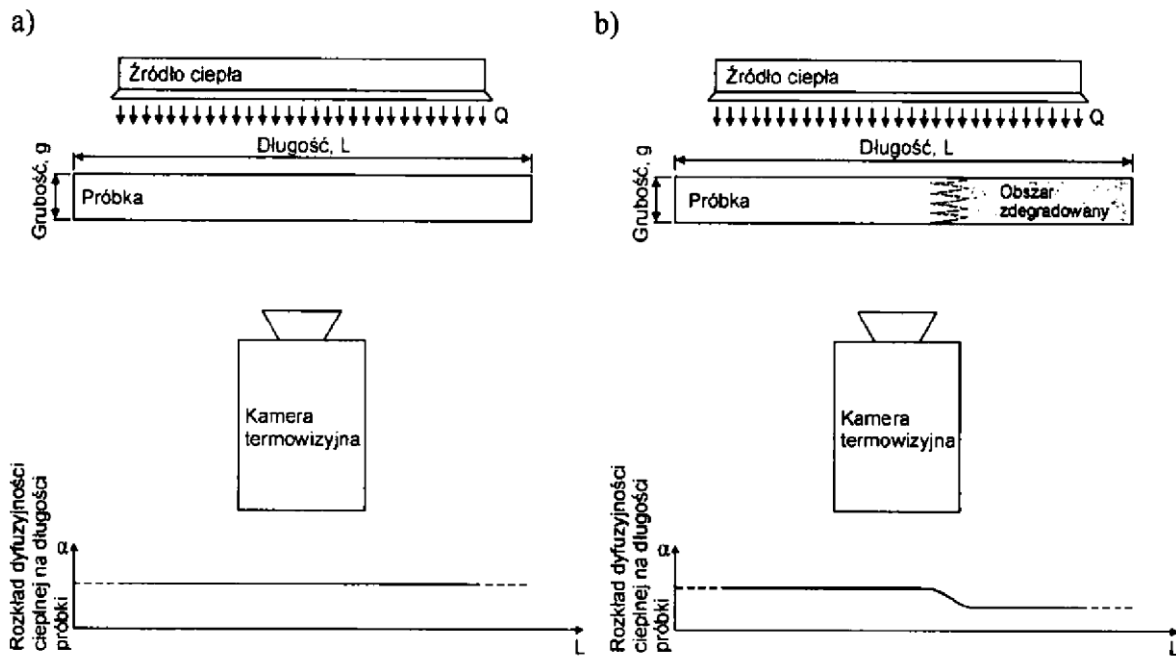 a)
Źródło ciepła
Q
Długość, L
Grubość, g
Próbka
Kamera
termowizyjna
Rozkład dyfuzyjności
cieplnej na długości
próbki
α
L
b)
Źródło ciepła
Q
Długość, L
Grubość, g
Próbka
Obszar
zdegradowany
Kamera
termowizyjna
Rozkład dyfuzyjności
cieplnej na długości
próbki
α
L